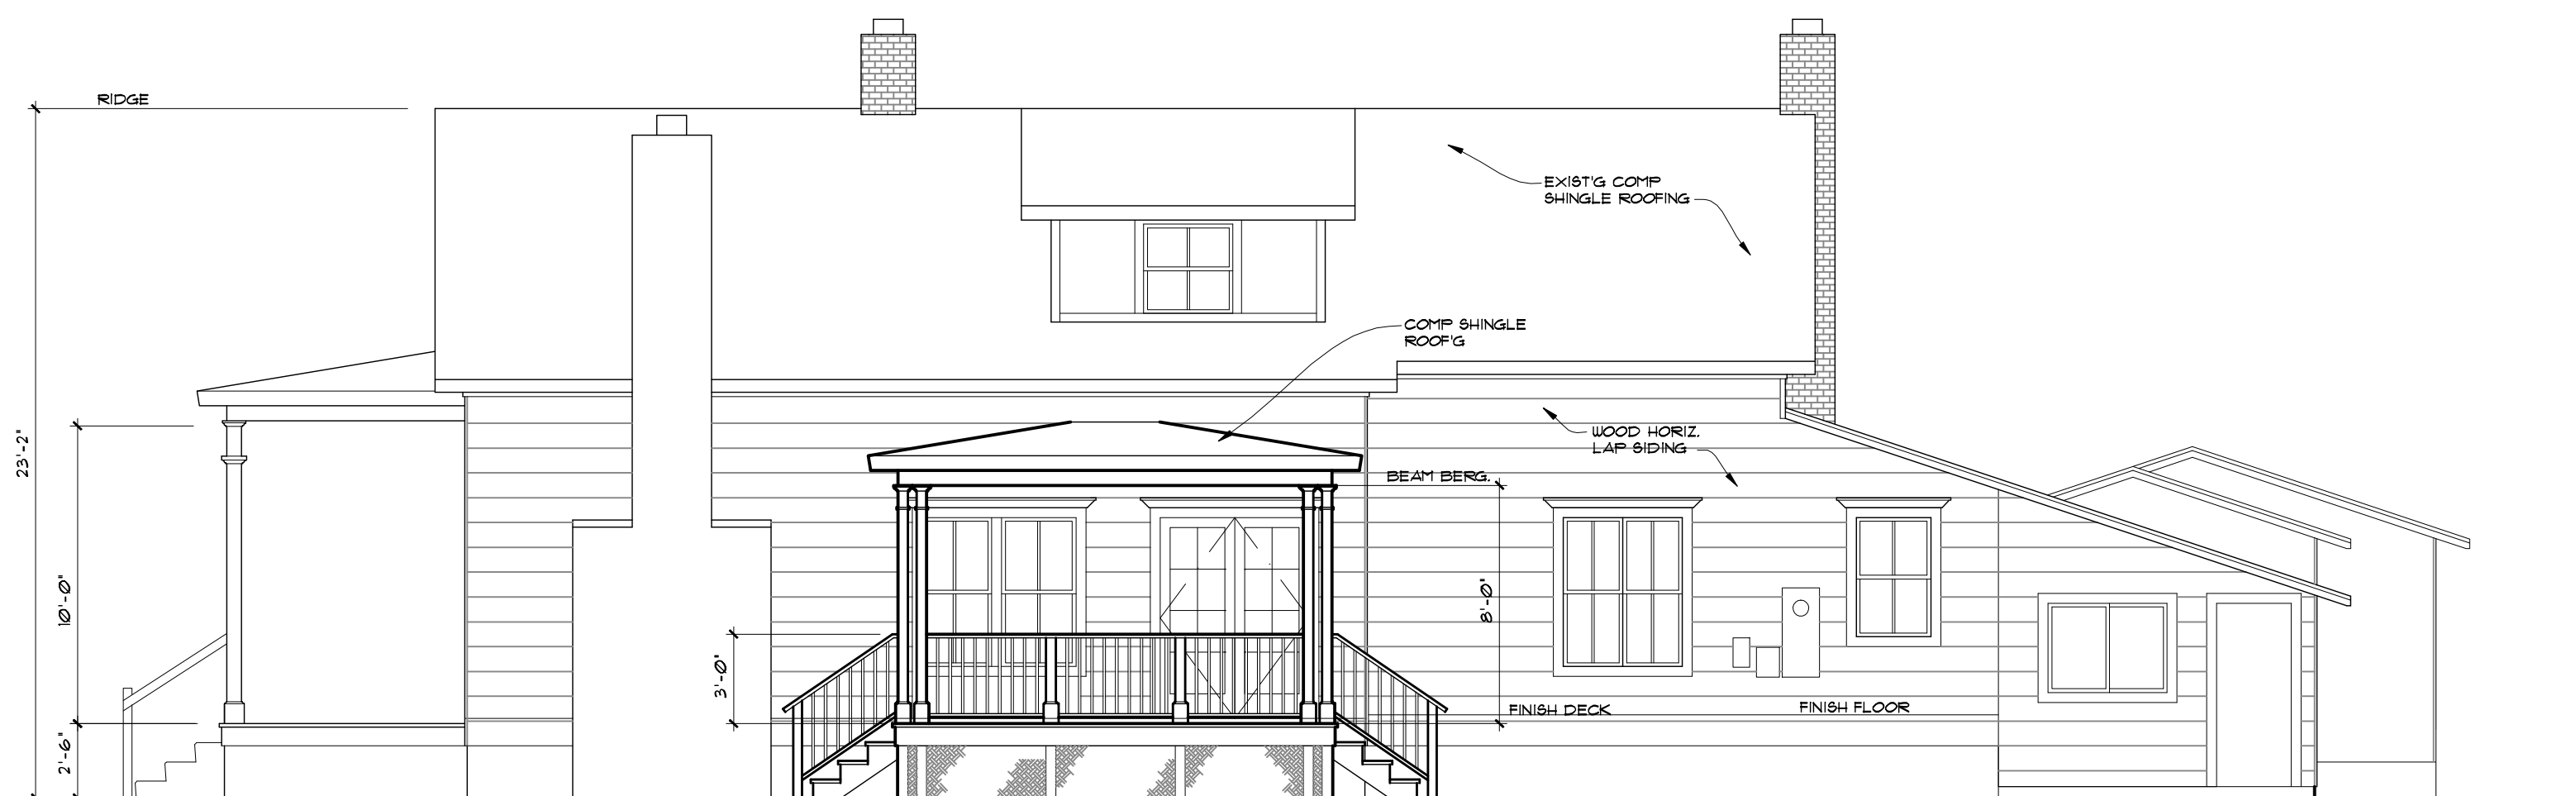 RIDGE
EXIST'G COMP
SHINGLE ROOFING
COMP SHINGLE
ROOF'G
WOOD HORIZ.
LAP SIDING
BEAM BERG.
23'-2"
10'-0"
8'-0"
3'-0"
FINISH DECK
FINISH FLOOR
2'-6"